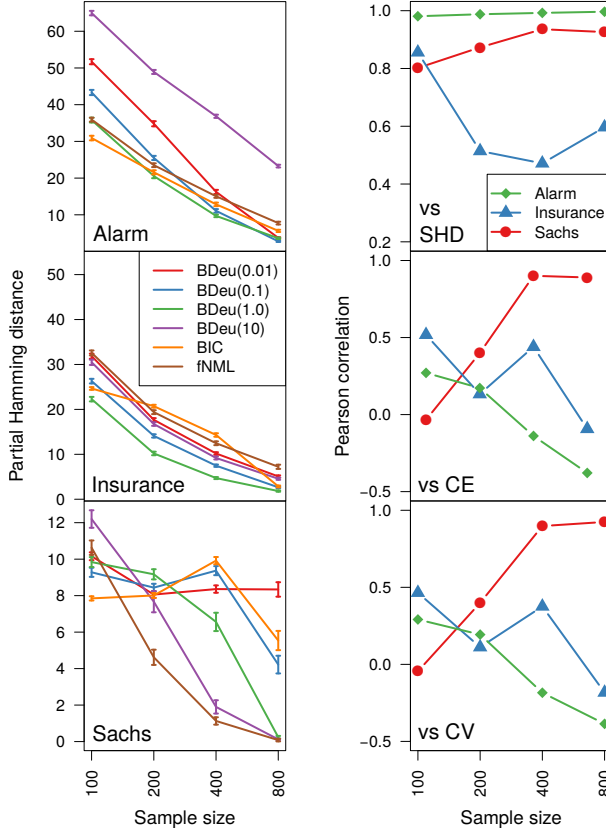 Partial Hamming distance
60
50
40
30
20
10
Alarm
50
40
30
20
10
0
Insurance
BDeu(0.01)
BDeu(0.1)
BDeu(1.0)
BDeu(10)
BIC
fNML
12
10
8
6
4
2
0
Sachs
100
200
400
800
Sample size
Pearson correlation
1.0
0.8
0.6
0.4
0.2
vs
SHD
Alarm
Insurance
Sachs
1.0
0.5
0.0
−0.5
vs CE
0.5
0.0
−0.5
vs CV
100
200
400
800
Sample size